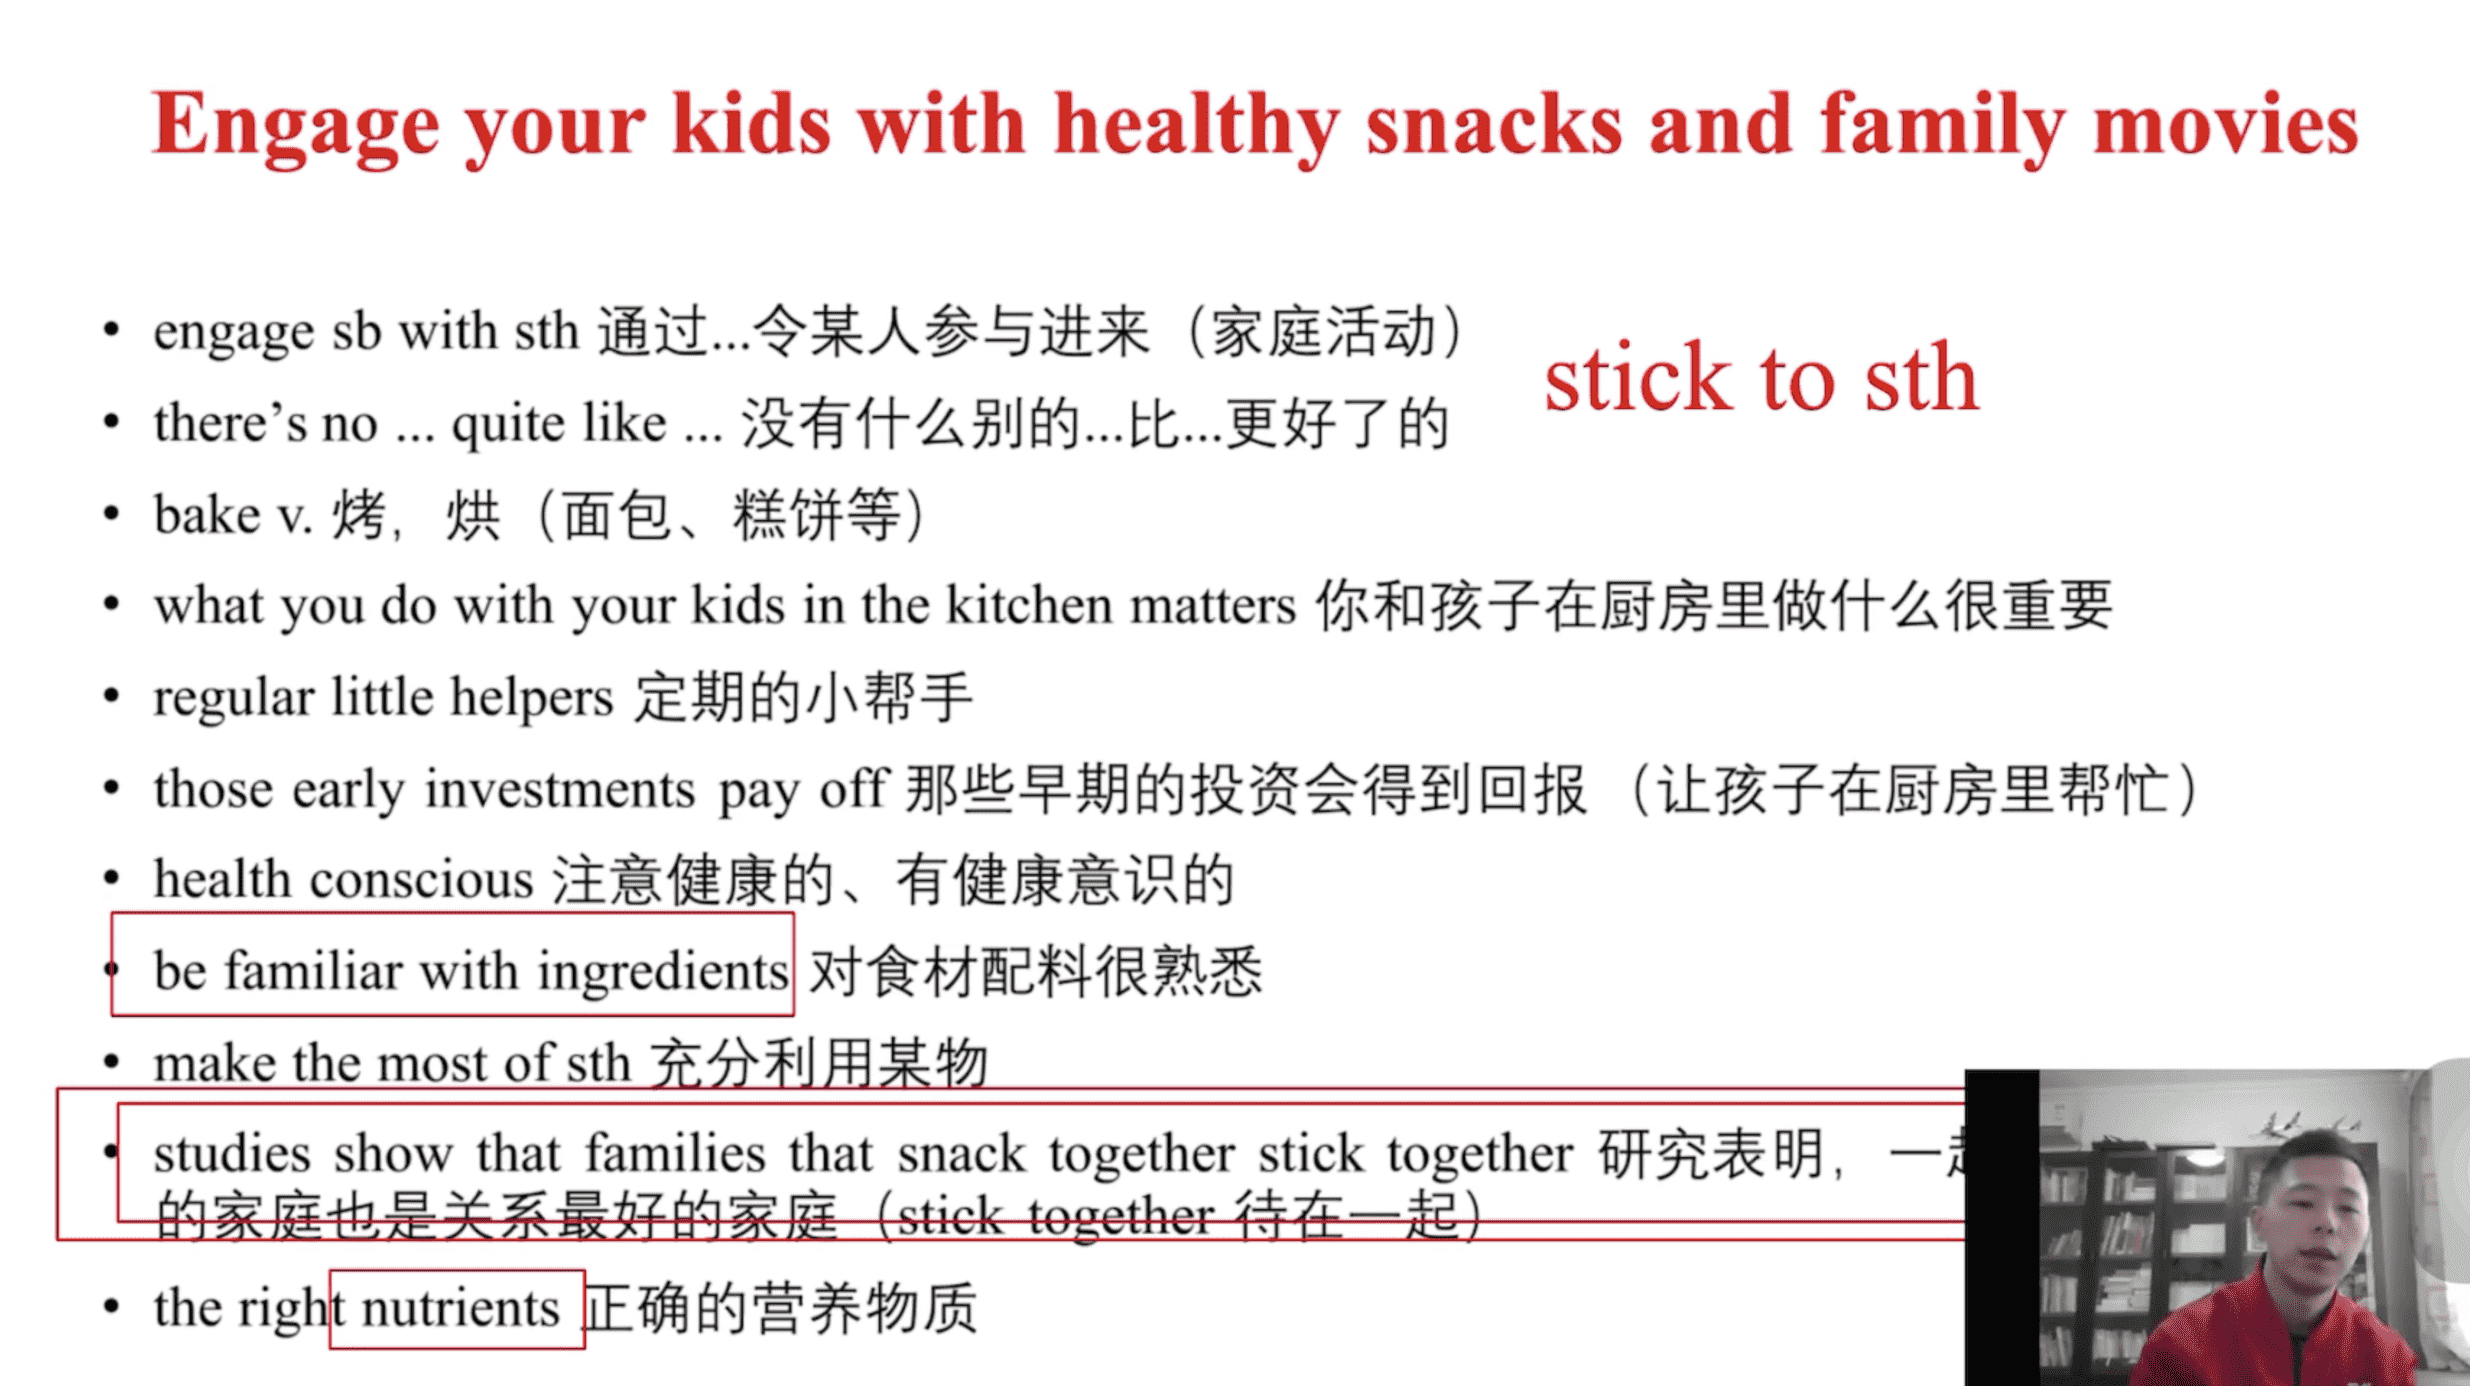 Engage your kids with healthy snacks and family movies
• engage sb with sth 通过...令某人参与进来（家庭活动）
stick to sth
• there’s no ... quite like ... 没有什么别的...比...更好了的
• bake v. 烤，烘（面包、糕饼等）
• what you do with your kids in the kitchen matters 你和孩子在厨房里做什么很重要
• regular little helpers 定期的小帮手
• those early investments pay off 那些早期的投资会得到回报（让孩子在厨房里帮忙）
• health conscious 注意健康的、有健康意识的
• be familiar with ingredients 对食材配料很熟悉
• make the most of sth 充分利用某物
• studies show that families that snack together stick together 研究表明，一
的家庭也是关系最好的家庭（stick together 待在一起）
• the right nutrients 正确的营养物质